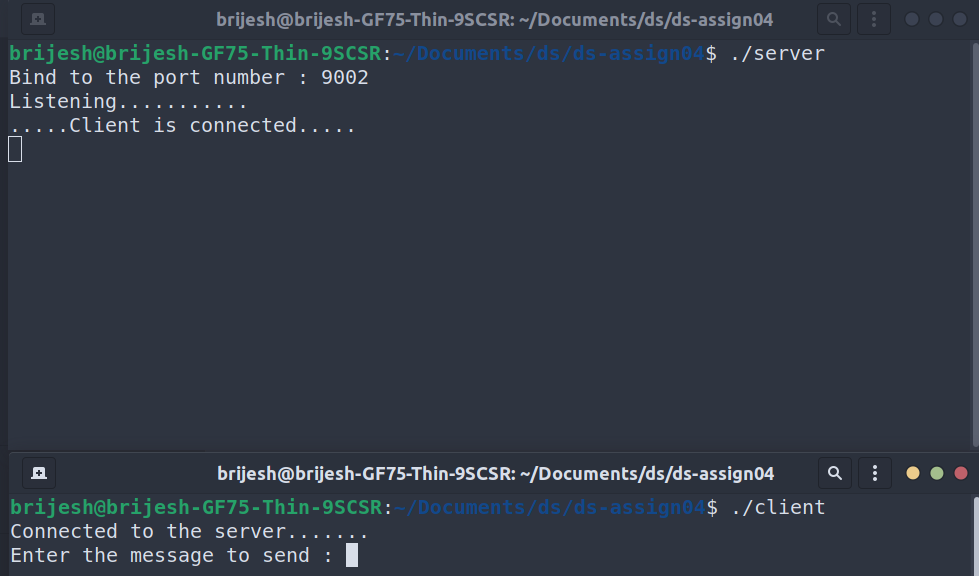 brijesh@brijesh-GF75-Thin-9SCSR: ~/Documents/ds/ds-assign04
brijesh@brijesh-GF75-Thin-9SCSR:~/Documents/ds/ds-assign04$ ./server
Bind to the port number : 9002
Listening...........
.....Client is connected.....
brijesh@brijesh-GF75-Thin-9SCSR: ~/Documents/ds/ds-assign04
brijesh@brijesh-GF75-Thin-9SCSR:~/Documents/ds/ds-assign04$ ./client
Connected to the server.......
Enter the message to send :